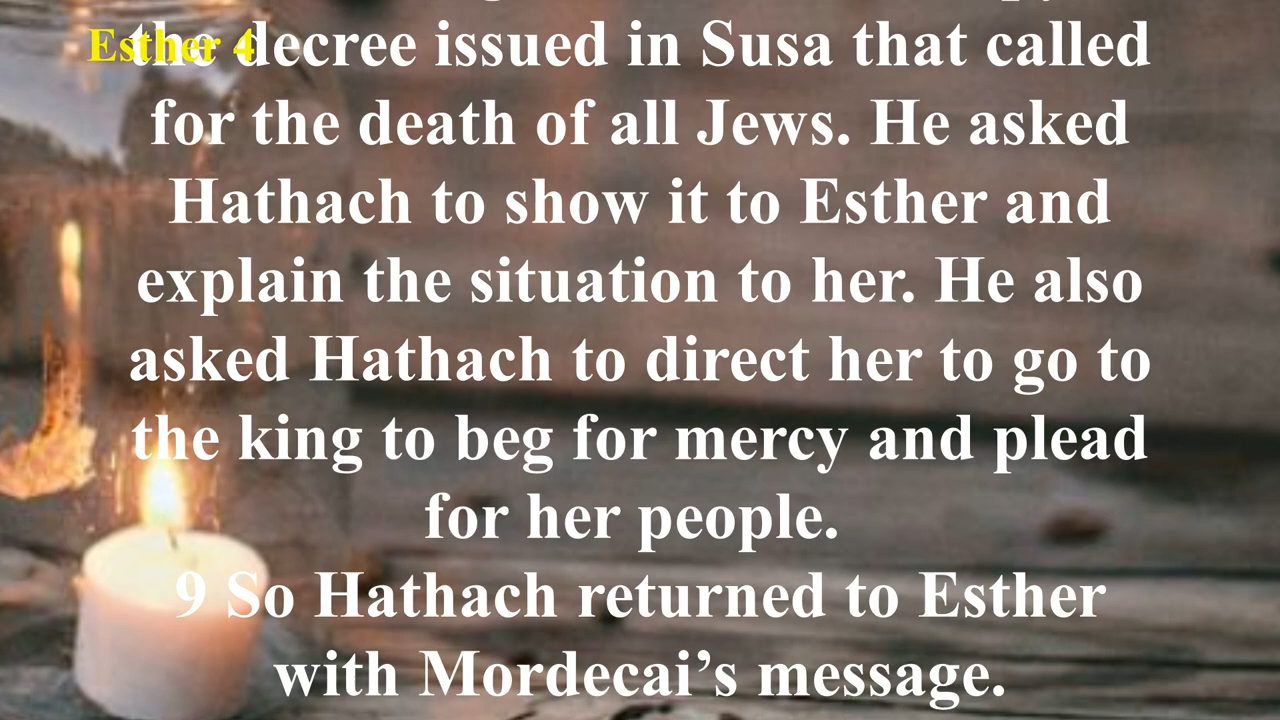 Esther 4
the decree issued in Susa that called
for the death of all Jews. He asked
Hathach to show it to Esther and
explain the situation to her. He also
asked Hathach to direct her to go to
the king to beg for mercy and plead
for her people.
9 So Hathach returned to Esther
with Mordecai’s message.